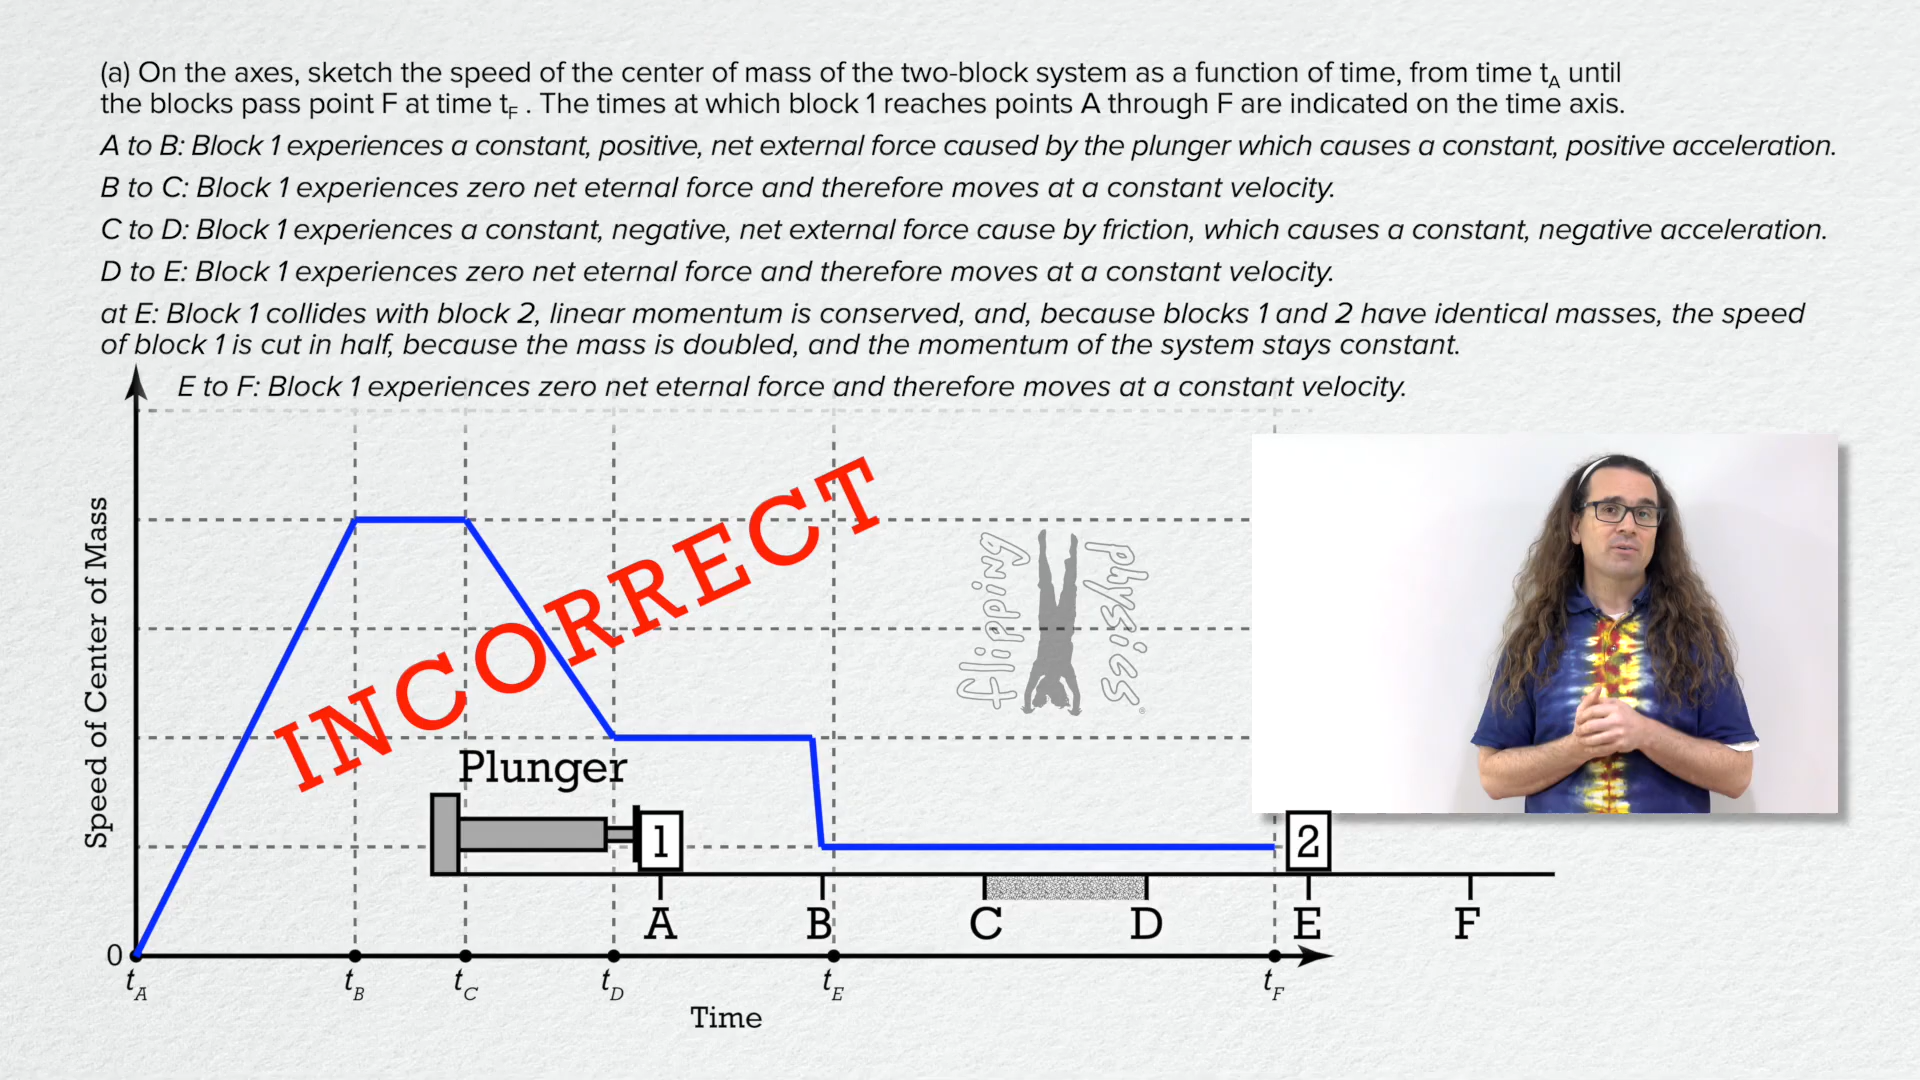 (a) On the axes, sketch the speed of the center of mass of the two-block system as a function of time, from time t_A until
the blocks pass point F at time t_F . The times at which block 1 reaches points A through F are indicated on the time axis.
A to B: Block 1 experiences a constant, positive, net external force caused by the plunger which causes a constant, positive acceleration.
B to C: Block 1 experiences zero net eternal force and therefore moves at a constant velocity.
C to D: Block 1 experiences a constant, negative, net external force cause by friction, which causes a constant, negative acceleration.
D to E: Block 1 experiences zero net eternal force and therefore moves at a constant velocity.
at E: Block 1 collides with block 2, linear momentum is conserved, and, because blocks 1 and 2 have identical masses, the speed
of block 1 is cut in half, because the mass is doubled, and the momentum of the system stays constant.
E to F: Block 1 experiences zero net eternal force and therefore moves at a constant velocity.
Speed of Center of Mass
INCORRECT
flipping
physics
®
Plunger
1
2
A B C D E F
0
t_A t_B t_C t_D t_E t_F
Time